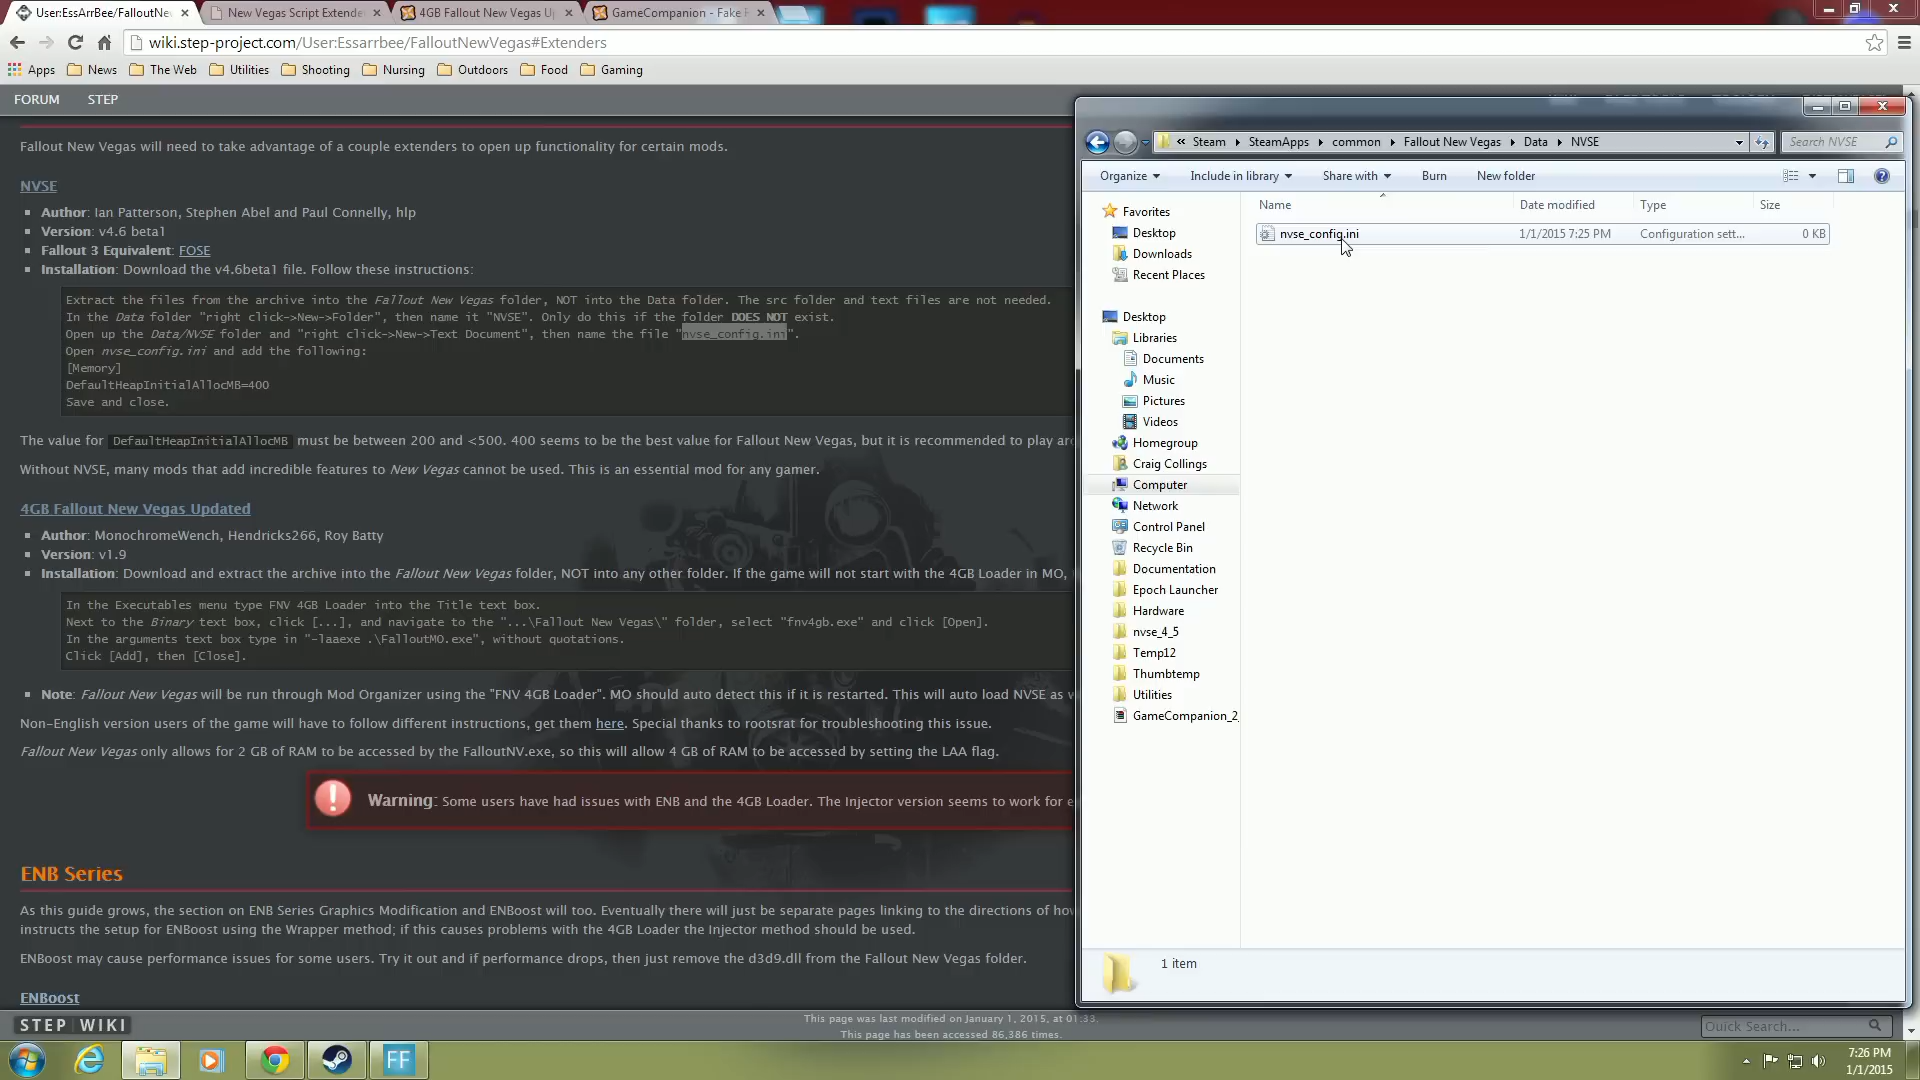 User:EssArrBee/FalloutNe
New Vegas Script Extende
4GB Fallout New Vegas Up
GameCompanion - Fake
wiki.step-project.com/User:Essarrbee/FalloutNewVegas#Extenders
Apps News The Web Utilities Shooting Nursing Outdoors Food Gaming
FORUM STEP
Fallout New Vegas will need to take advantage of a couple extenders to open up functionality for certain mods.
NVSE
Author: Ian Patterson, Stephen Abel and Paul Connelly, hlp
Version: v4.6 beta1
Fallout 3 Equivalent: FOSE
Installation: Download the v4.6beta1 file. Follow these instructions:
Extract the files from the archive into the Fallout New Vegas folder, NOT into the Data folder. The src folder and text files are not needed.
In the Data folder "right click->New->Folder", then name it "NVSE". Only do this if the folder DOES NOT exist.
Open up the Data/NVSE folder and "right click->New->Text Document", then name the file "nvse_config.ini".
Open nvse_config.ini and add the following:
[Memory]
DefaultHeapInitialAllocMB=400
Save and close.
The value for DefaultHeapInitialAllocMB must be between 200 and <500. 400 seems to be the best value for Fallout New Vegas, but it is recommended to play
Without NVSE, many mods that add incredible features to New Vegas cannot be used. This is an essential mod for any gamer.
4GB Fallout New Vegas Updated
Author: MonochromeWench, Hendricks266, Roy Batty
Version: v1.9
Installation: Download and extract the archive into the Fallout New Vegas folder, NOT into any other folder. If the game will not start with the 4GB Loader in MO,
In the Executables menu type FNV 4GB Loader into the Title text box.
Next to the Binary text box, click [...], and navigate to the "...\Fallout New Vegas\" folder, select "fnv4gb.exe" and click [Open].
In the arguments text box type in "-laaexe .\FalloutMO.exe", without quotations.
Click [Add], then [Close].
Note: Fallout New Vegas will be run through Mod Organizer using the "FNV 4GB Loader". MO should auto detect this if it is restarted. This will auto load NVSE as
Non-English version users of the game will have to follow different instructions, get them here. Special thanks to rootsrat for troubleshooting this issue.
Fallout New Vegas only allows for 2 GB of RAM to be accessed by the FalloutNV.exe, so this will allow 4 GB of RAM to be accessed by setting the LAA flag.
Warning: Some users have had issues with ENB and the 4GB Loader. The Injector version seems to work for
ENB Series
As this guide grows, the section on ENB Series Graphics Modification and ENBoost will too. Eventually there will just be separate pages linking to the directions of
instructs the setup for ENBoost using the Wrapper method; if this causes problems with the 4GB Loader the Injector method should be used.
ENBoost may cause performance issues for some users. Try it out and if performance drops, then just remove the d3d9.dll from the Fallout New Vegas folder.
ENBoost
STEP WIKI
This page was last modified on January 1, 2015, at 01:33.
This page has been accessed 86,386 times.
Quick Search...
« Steam SteamApps common Fallout New Vegas Data NVSE
Search NVSE
Organize Include in library Share with Burn New folder
Name Date modified Type Size
nvse_config.ini 1/1/2015 7:25 PM Configuration sett... 0 KB
Favorites
Desktop
Downloads
Recent Places
Desktop
Libraries
Documents
Music
Pictures
Videos
Homegroup
Craig Collings
Computer
Network
Control Panel
Recycle Bin
Documentation
Epoch Launcher
Hardware
nvse_4_5
Temp12
Thumbtemp
Utilities
GameCompanion_2_
1 item
FF
7:26 PM
1/1/2015